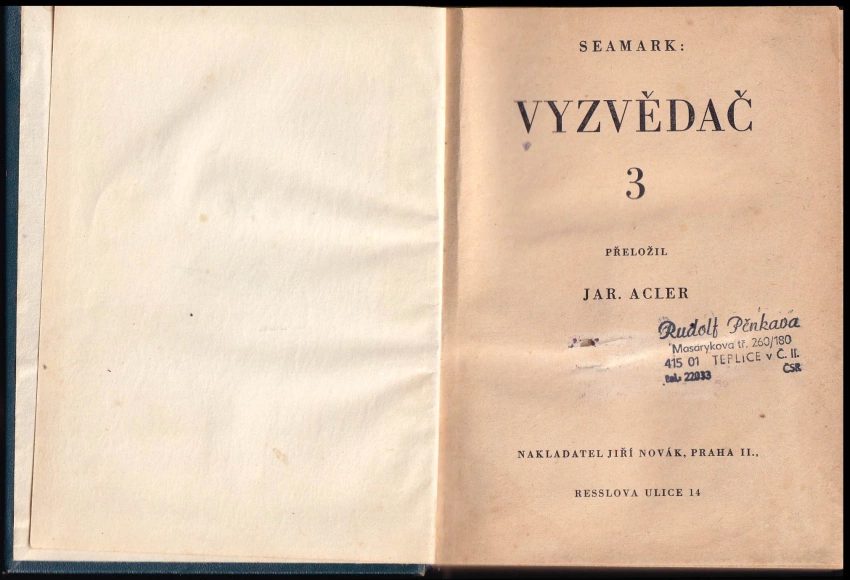 SEAMARK:
VYZVĚDAČ
3
PŘELOŽIL
JAR. ACLER
Rudolf Pěnkava
Masarykova tř. 260/180
415 01 TEPLICE v Č. II.
tel. 22033 ČSR
NAKLADATEL JIŘÍ NOVÁK, PRAHA II.,
RESSLOVA ULICE 14